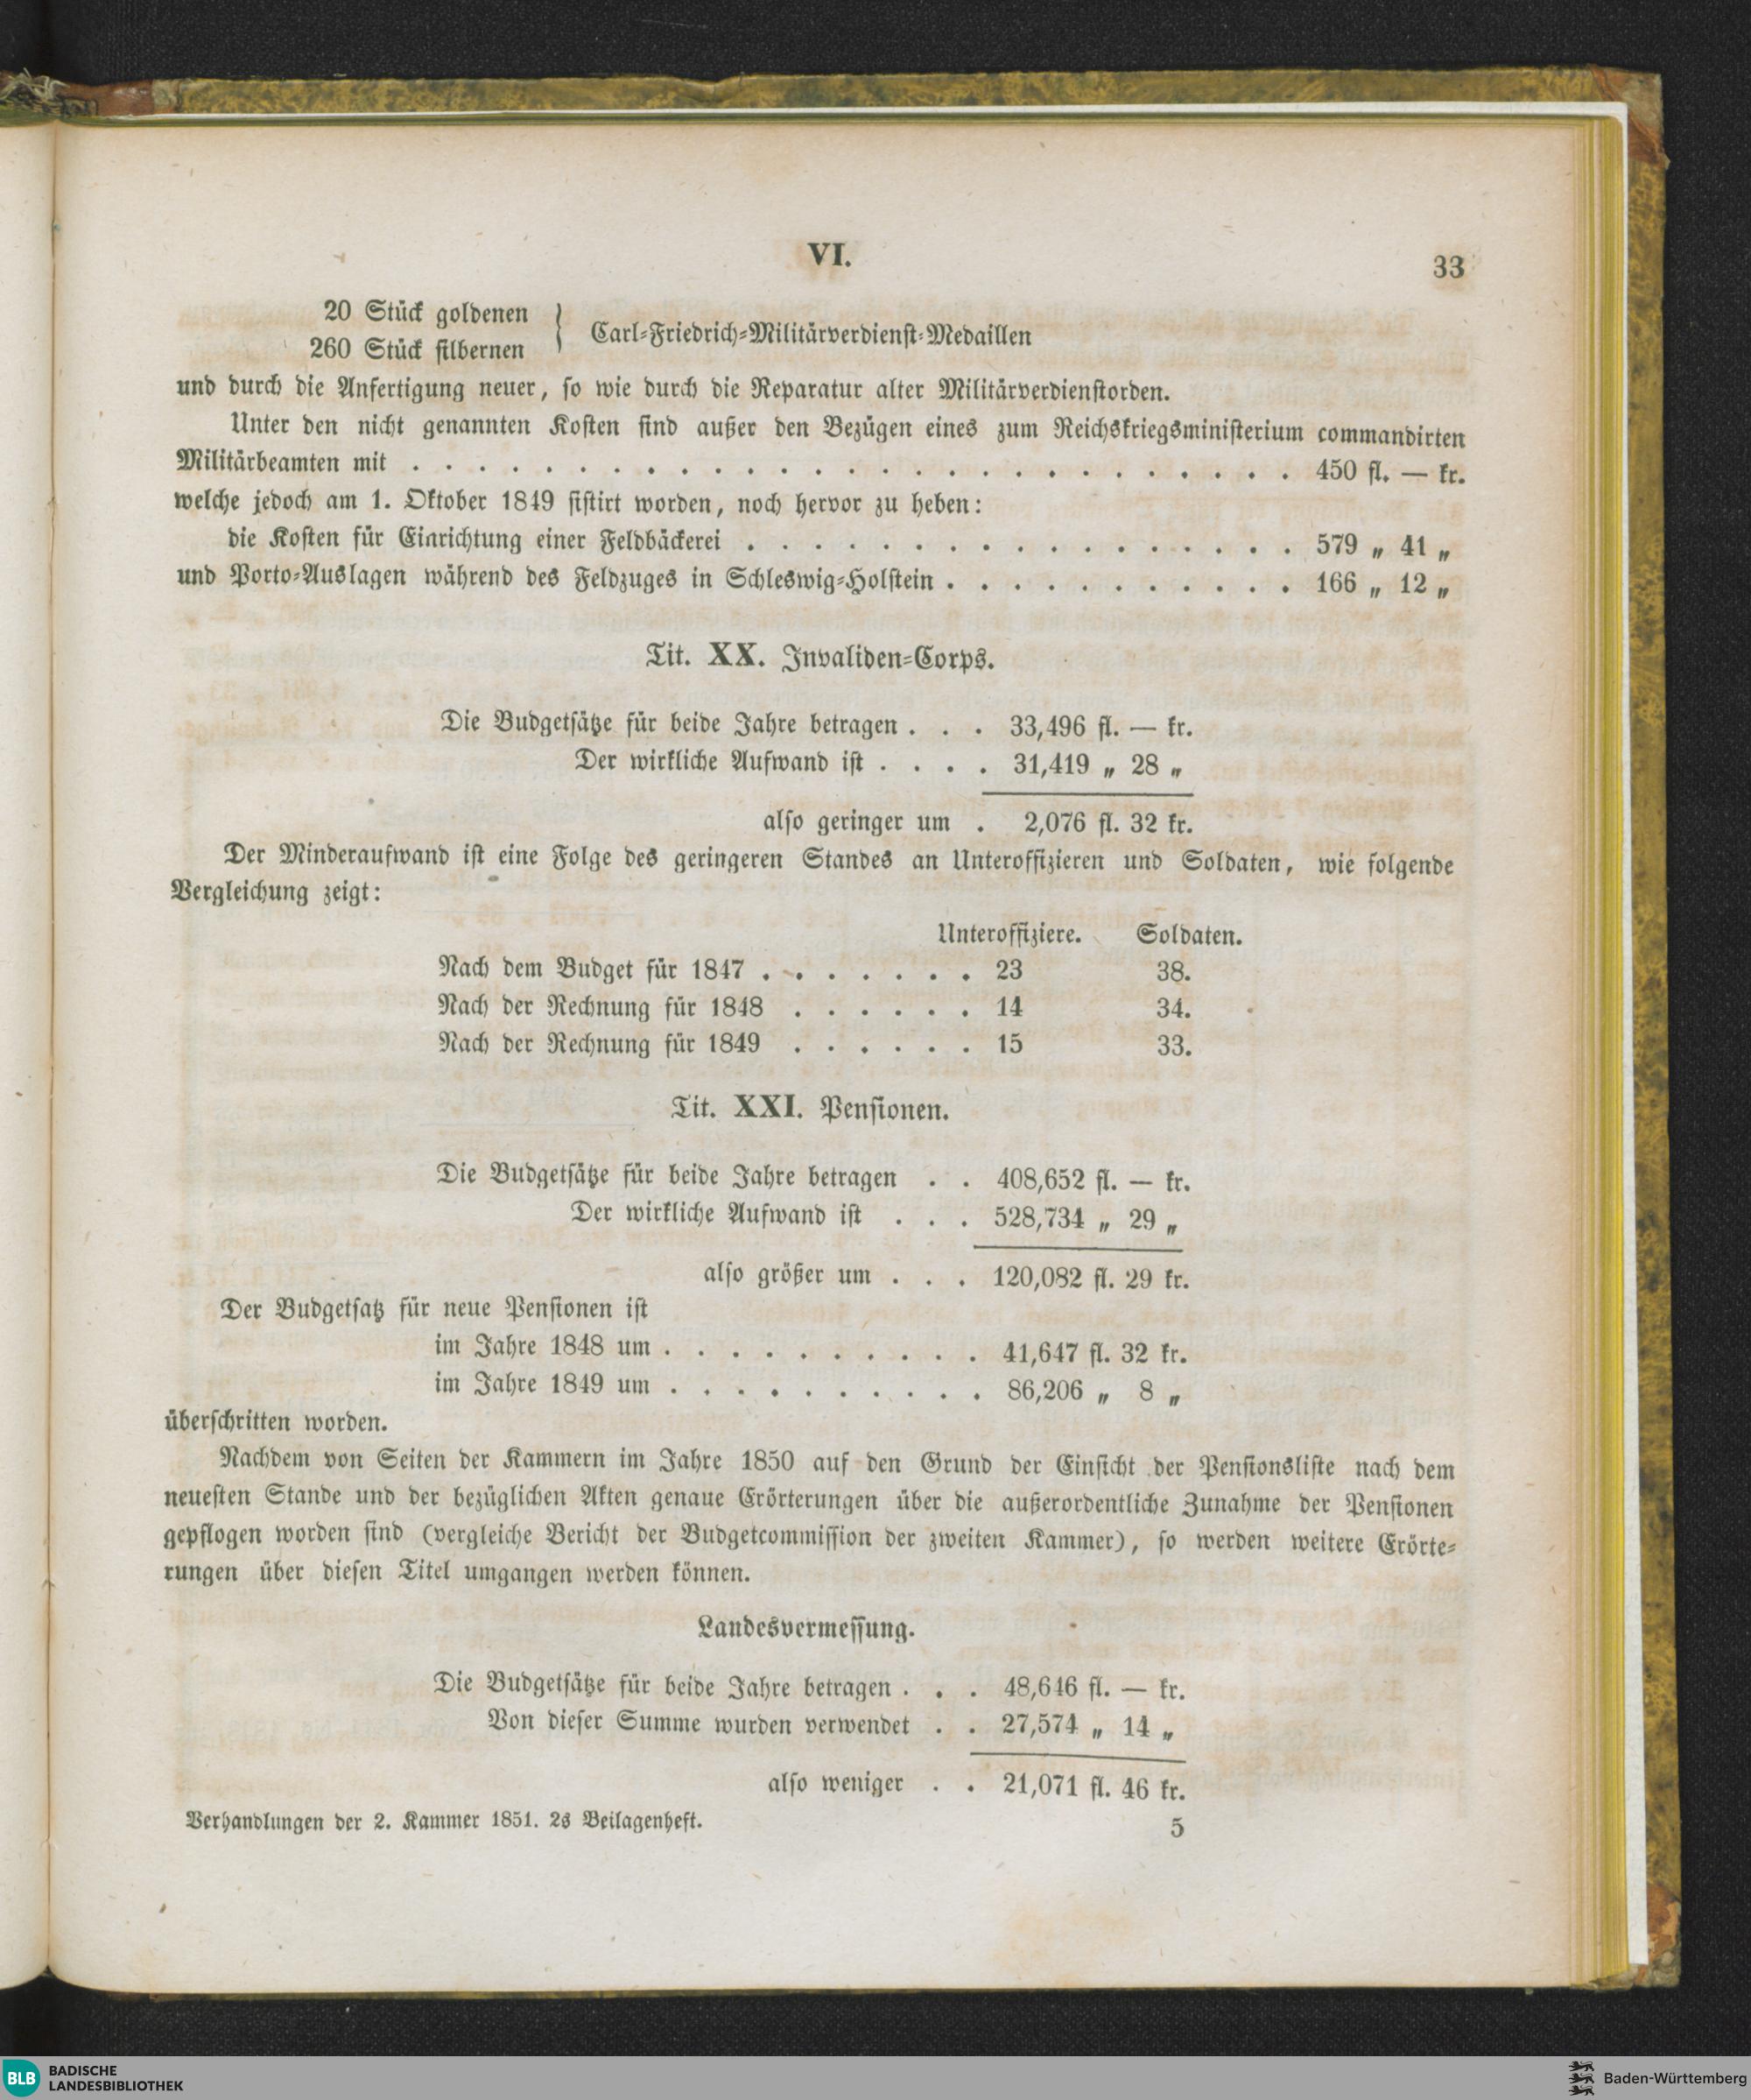 VI.
33
20 Stück goldenen
260 Stück silbernen } Carl-Friedrich-Militärverdienst-Medaillen
und durch die Anfertigung neuer, so wie durch die Reparatur alter Militärverdienstorden.
Unter den nicht genannten Kosten sind außer den Bezügen eines zum Reichskriegsministerium commandirten
Militärbeamten mit . . . . . . . . . . . . . . . . . . . . . . . . . . . 450 fl. — kr.
welche jedoch am 1. Oktober 1849 sistirt worden, noch hervor zu heben:
die Kosten für Einrichtung einer Feldbäckerei . . . . . . . . . . . . . . . . . 579 „ 41 „
und Porto-Auslagen während des Feldzuges in Schleswig-Holstein . . . . . . . . . . . 166 „ 12 „
Tit. XX. Invaliden-Corps.
Die Budgetsätze für beide Jahre betragen . . . 33,496 fl. — kr.
Der wirkliche Aufwand ist . . . . 31,419 „ 28 „
also geringer um . 2,076 fl. 32 kr.
Der Minderaufwand ist eine Folge des geringeren Standes an Unteroffizieren und Soldaten, wie folgende
Vergleichung zeigt:
Unteroffiziere. Soldaten.
Nach dem Budget für 1847 . . . . . . . 23 38.
Nach der Rechnung für 1848 . . . . . . 14 34.
Nach der Rechnung für 1849 . . . . . . 15 33.
Tit. XXI. Pensionen.
Die Budgetsätze für beide Jahre betragen . . 408,652 fl. — kr.
Der wirkliche Aufwand ist . . . 528,734 „ 29 „
also größer um . . . 120,082 fl. 29 kr.
Der Budgetsatz für neue Pensionen ist
im Jahre 1848 um . . . . . . . . . . 41,647 fl. 32 kr.
im Jahre 1849 um . . . . . . . . . . 86,206 „ 8 „
überschritten worden.
Nachdem von Seiten der Kammern im Jahre 1850 auf den Grund der Einsicht der Pensionsliste nach dem
neuesten Stande und der bezüglichen Akten genaue Erörterungen über die außerordentliche Zunahme der Pensionen
gepflogen worden sind (vergleiche Bericht der Budgetcommission der zweiten Kammer), so werden weitere Erörte-
rungen über diesen Titel umgangen werden können.
Landesvermessung.
Die Budgetsätze für beide Jahre betragen . . . 48,646 fl. — kr.
Von dieser Summe wurden verwendet . . 27,574 „ 14 „
also weniger . . 21,071 fl. 46 kr.
Verhandlungen der 2. Kammer 1851. 2s Beilagenheft. 5
BLB BADISCHE
LANDESBIBLIOTHEK
Baden-Württemberg